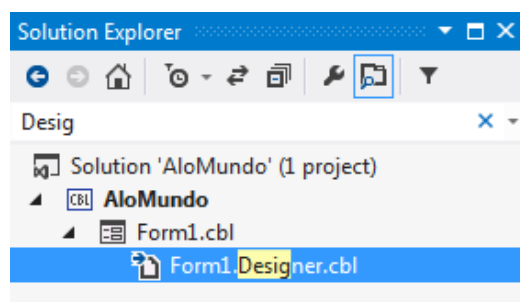 Solution Explorer
Desig
Solution 'AloMundo' (1 project)
CBL AloMundo
Form1.cbl
Form1.Designer.cbl